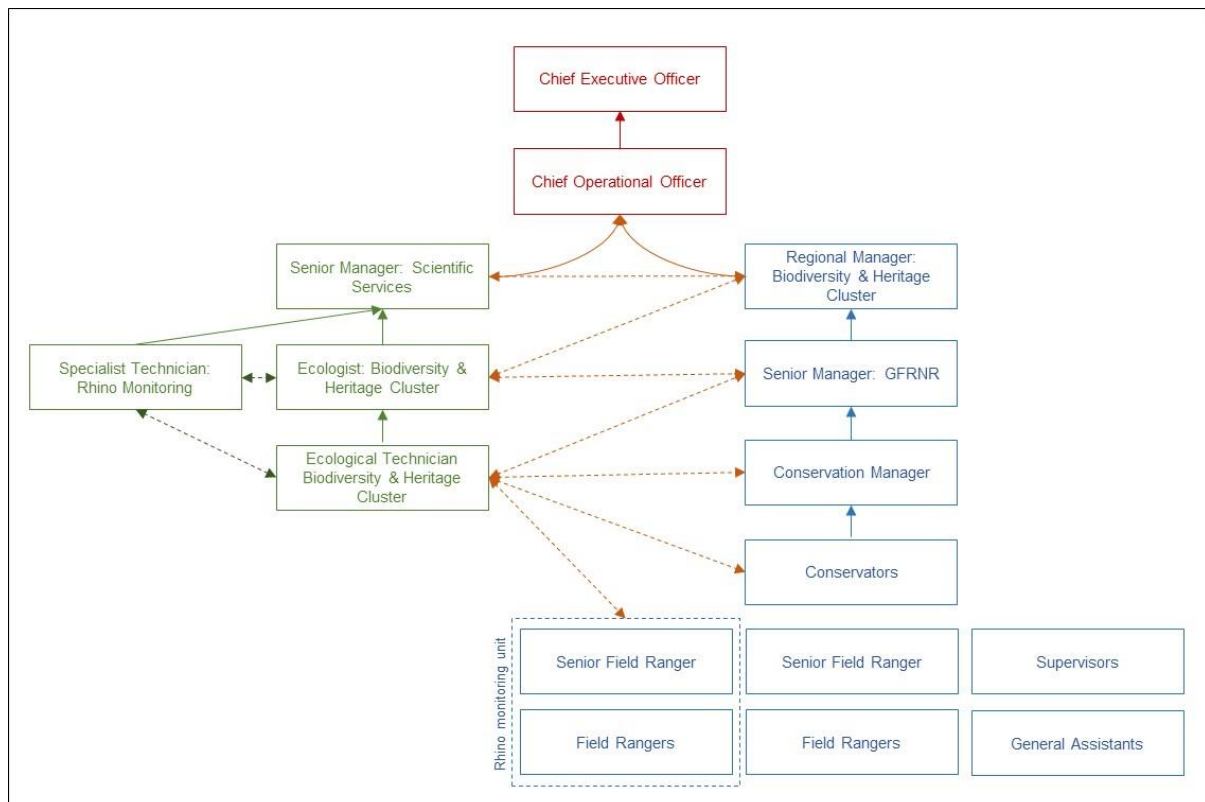 Chief Executive Officer
Chief Operational Officer
Senior Manager: Scientific
Services
Regional Manager:
Biodiversity & Heritage
Cluster
Specialist Technician:
Rhino Monitoring
Ecologist: Biodiversity &
Heritage Cluster
Senior Manager: GFRNR
Ecological Technician
Biodiversity & Heritage
Cluster
Conservation Manager
Conservators
Rhino monitoring unit
Senior Field Ranger
Senior Field Ranger
Supervisors
Field Rangers
Field Rangers
General Assistants